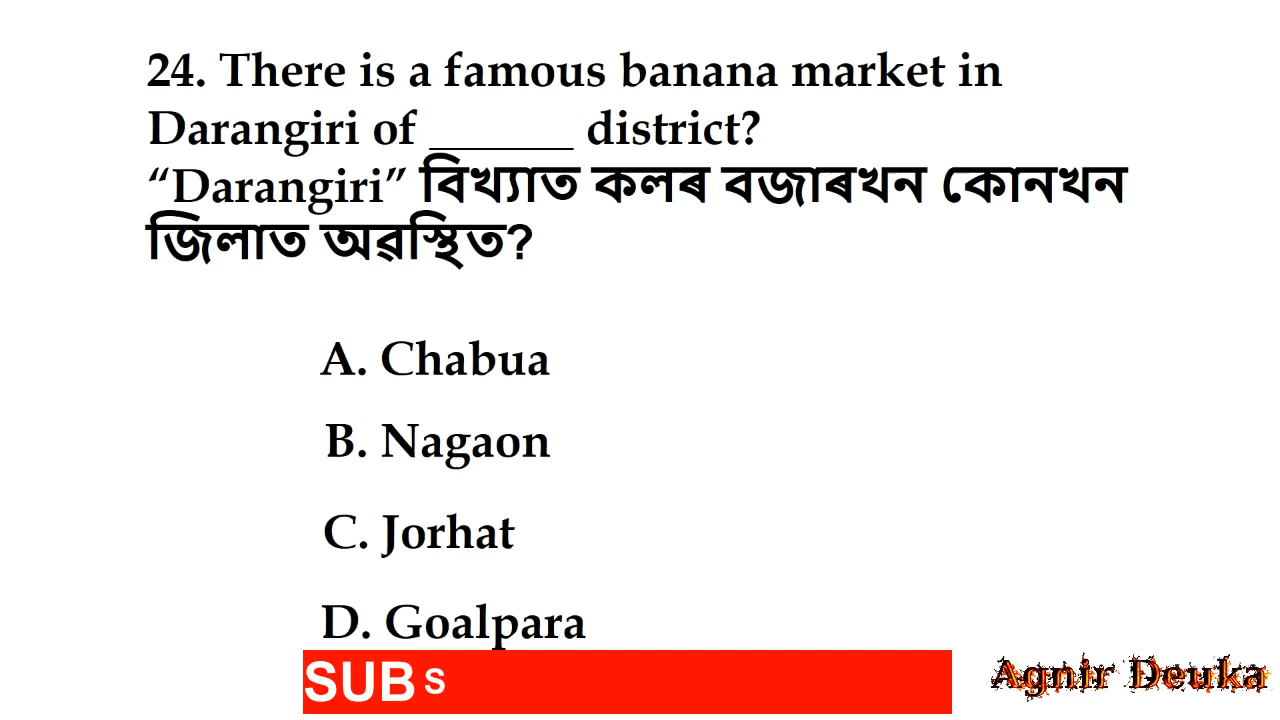 24. There is a famous banana market in
Darangiri of ______ district?
“Darangiri” বিখ্যাত কলৰ বজাৰখন কোনখন
জিলাত অৱস্থিত?
A. Chabua
B. Nagaon
C. Jorhat
D. Goalpara
SUBS
Agnir Deuka